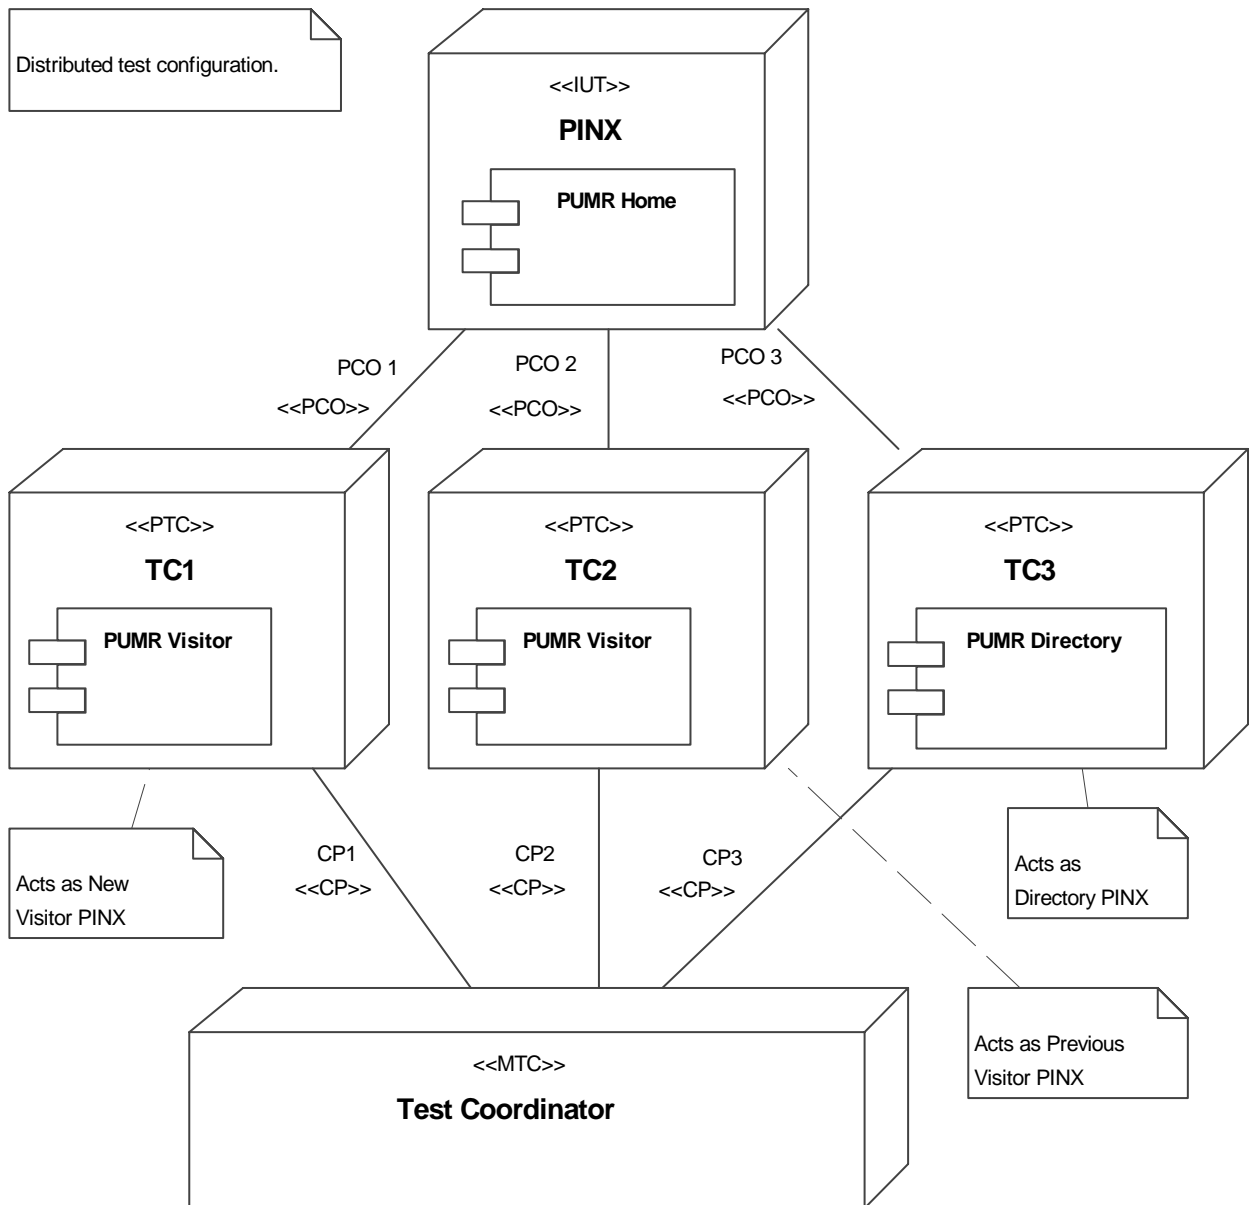 Distributed test configuration.
<<IUT>>
PINX
PUMR Home
PCO 1
<<PCO>>
PCO 2
<<PCO>>
PCO 3
<<PCO>>
<<PTC>>
TC1
PUMR Visitor
<<PTC>>
TC2
PUMR Visitor
<<PTC>>
TC3
PUMR Directory
Acts as New
Visitor PINX
CP1
<<CP>>
CP2
<<CP>>
CP3
<<CP>>
Acts as
Directory PINX
Acts as Previous
Visitor PINX
<<MTC>>
Test Coordinator